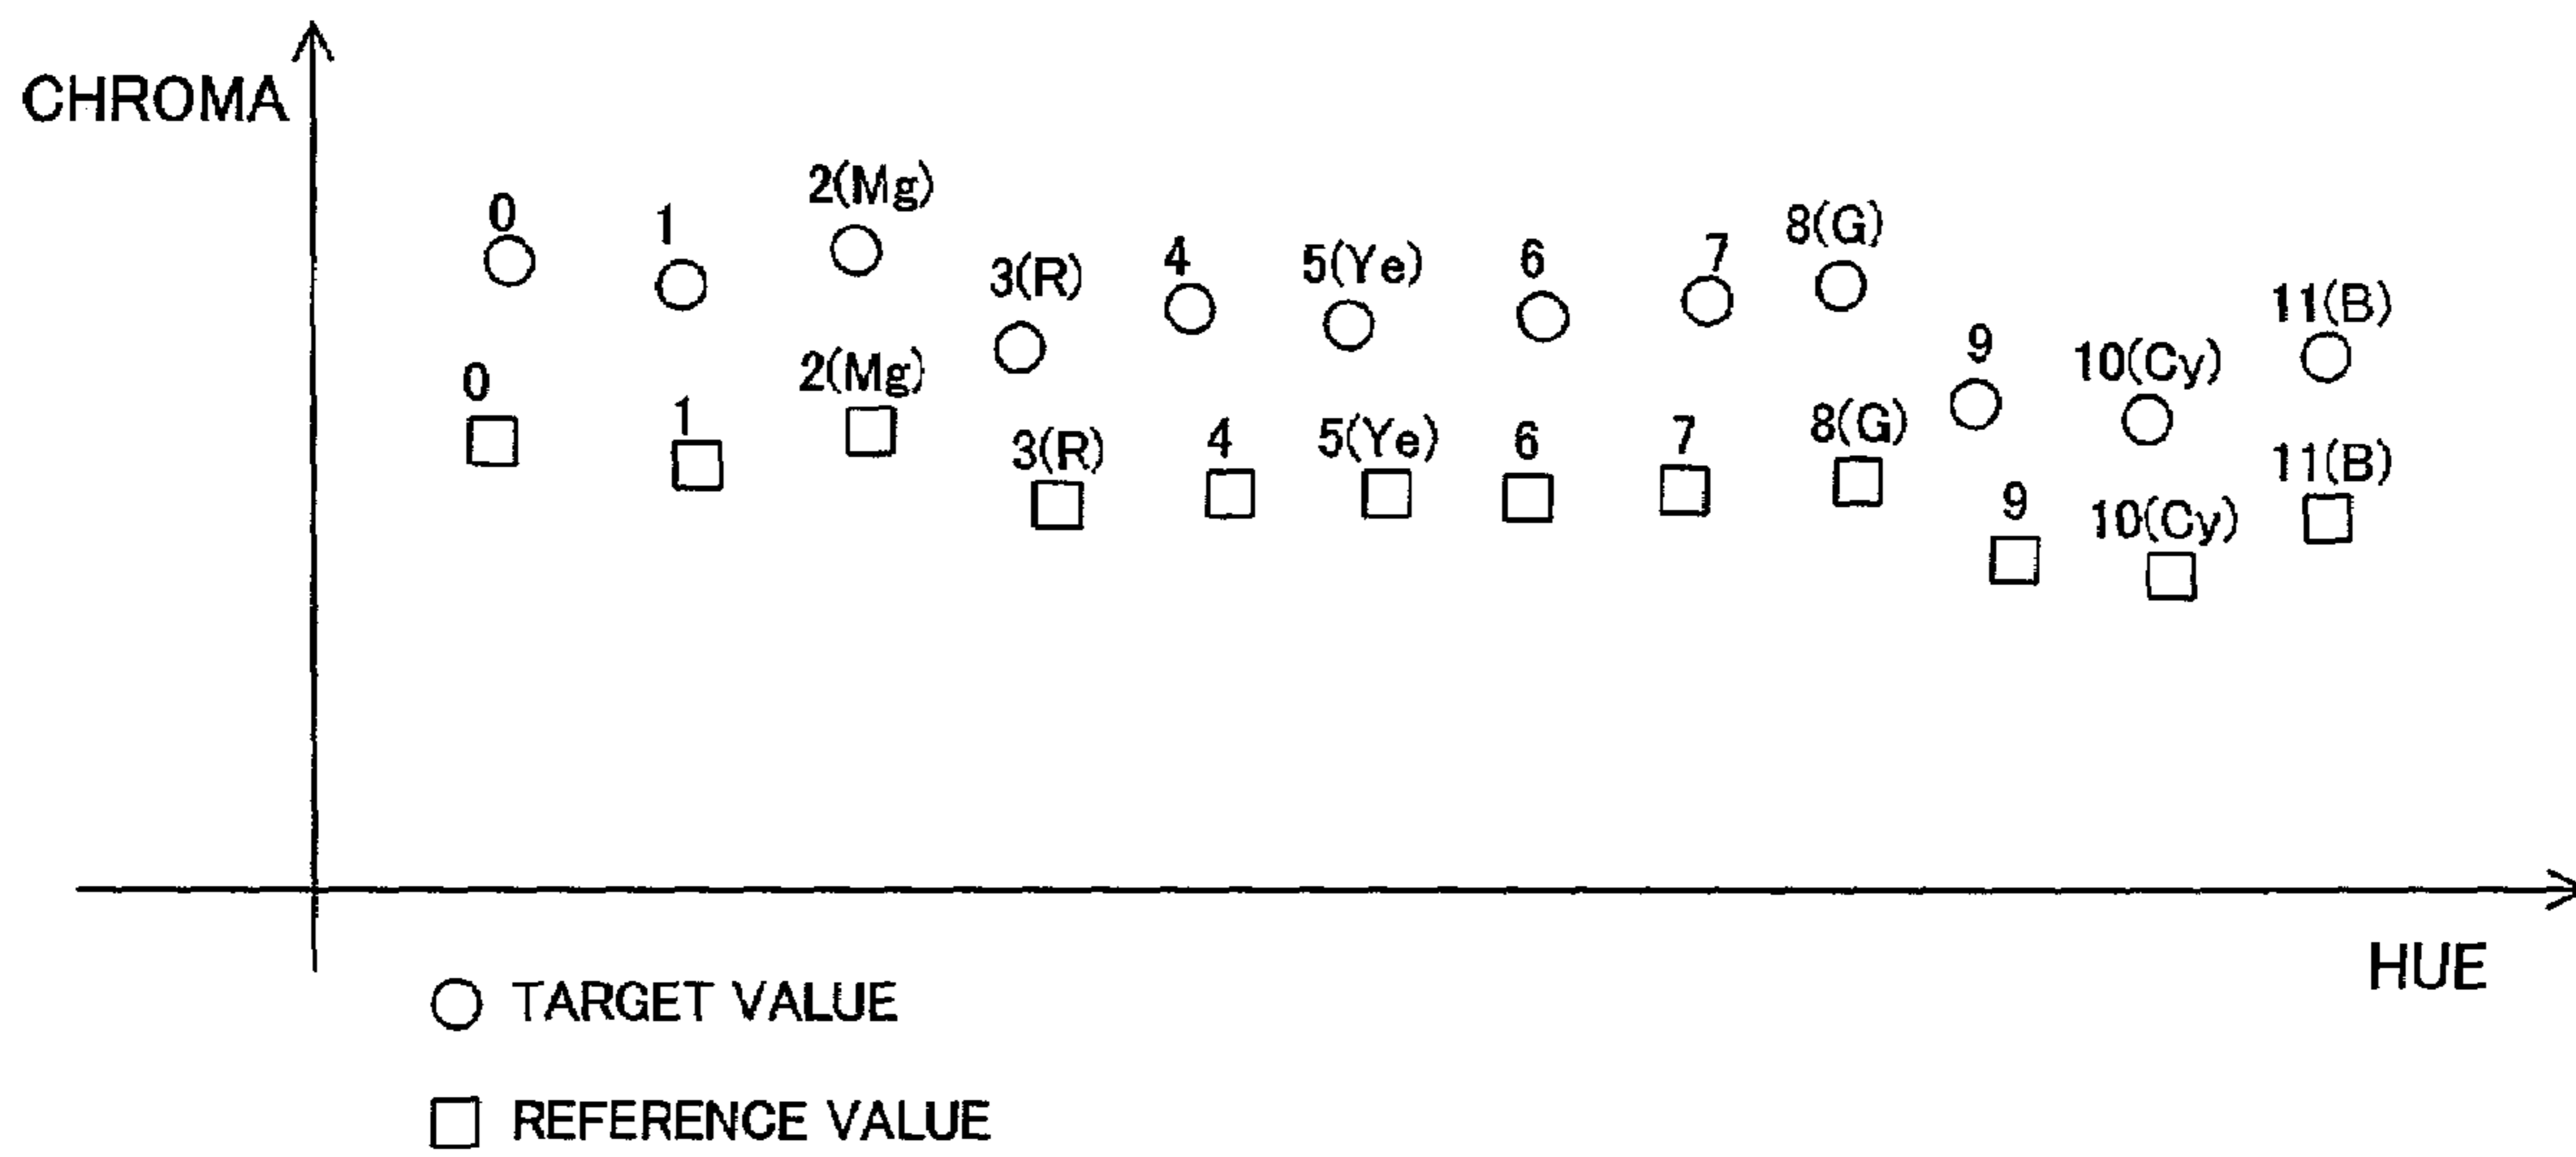 CHROMA
0 1 2(Mg) 3(R) 4 5(Ye) 6 7 8(G) 9 10(Cy) 11(B)
0 1 2(Mg) 3(R) 4 5(Ye) 6 7 8(G) 9 10(Cy) 11(B)
HUE
TARGET VALUE
REFERENCE VALUE